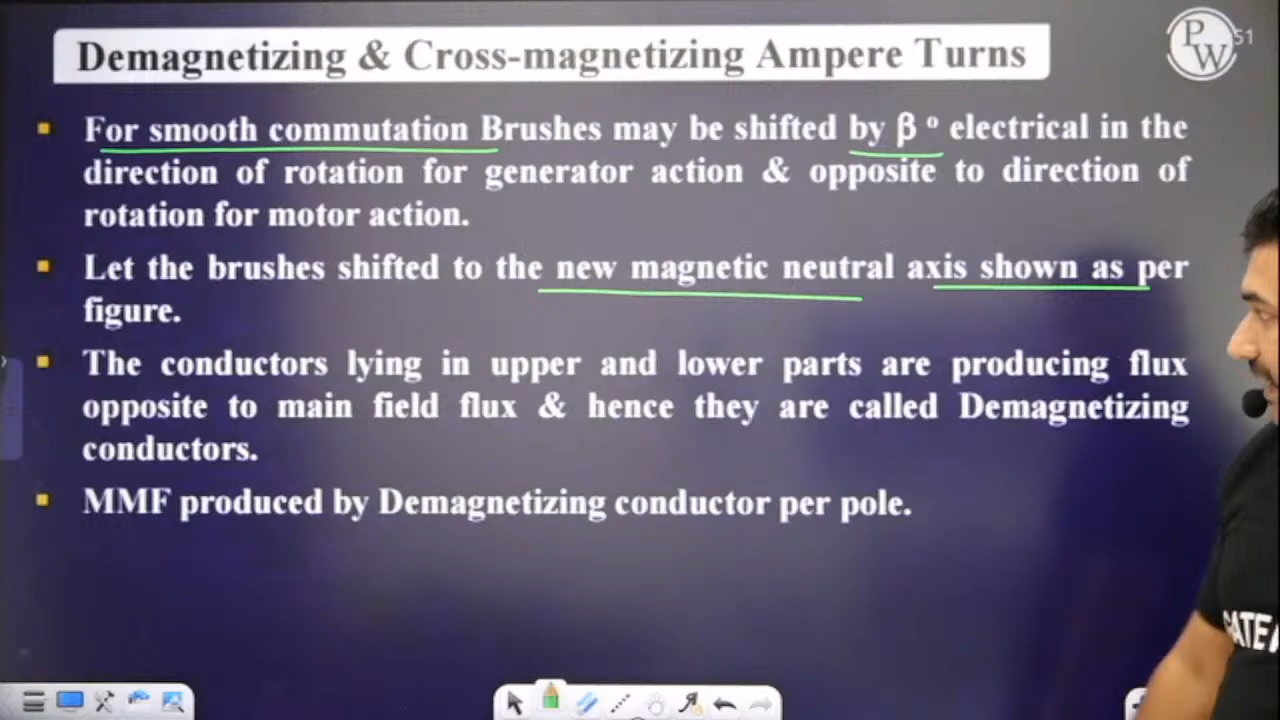 Demagnetizing & Cross-magnetizing Ampere Turns
PW 51
For smooth commutation Brushes may be shifted by β ° electrical in the
direction of rotation for generator action & opposite to direction of
rotation for motor action.
Let the brushes shifted to the new magnetic neutral axis shown as per
figure.
The conductors lying in upper and lower parts are producing flux
opposite to main field flux & hence they are called Demagnetizing
conductors.
MMF produced by Demagnetizing conductor per pole.
GATE